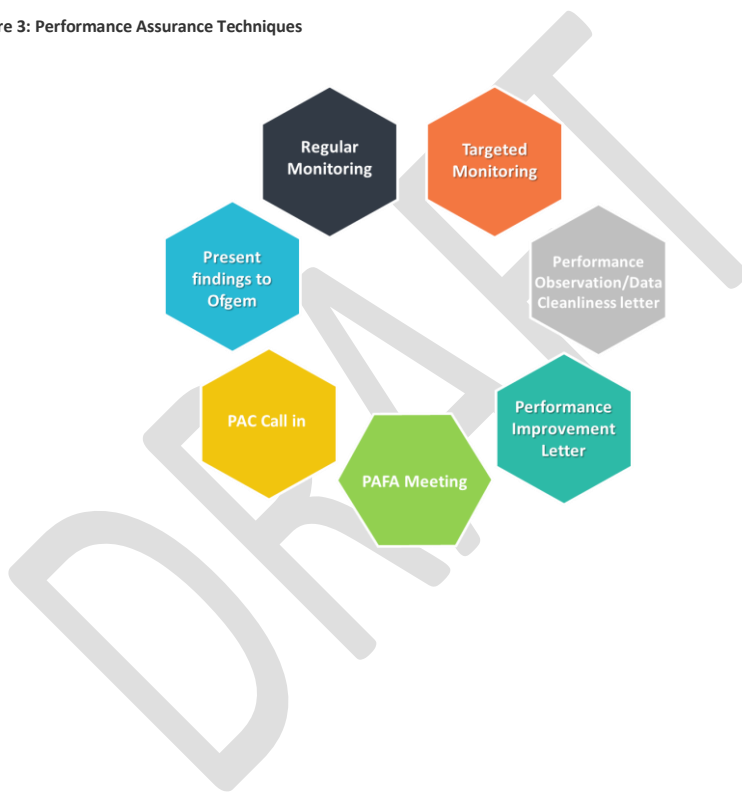 re 3: Performance Assurance Techniques
Regular
Monitoring
Targeted
Monitoring
Performance
Observation/Data
Cleanliness letter
Performance
Improvement
Letter
PAFA Meeting
PAC Call in
Present
findings to
Ofgem
DRAFT